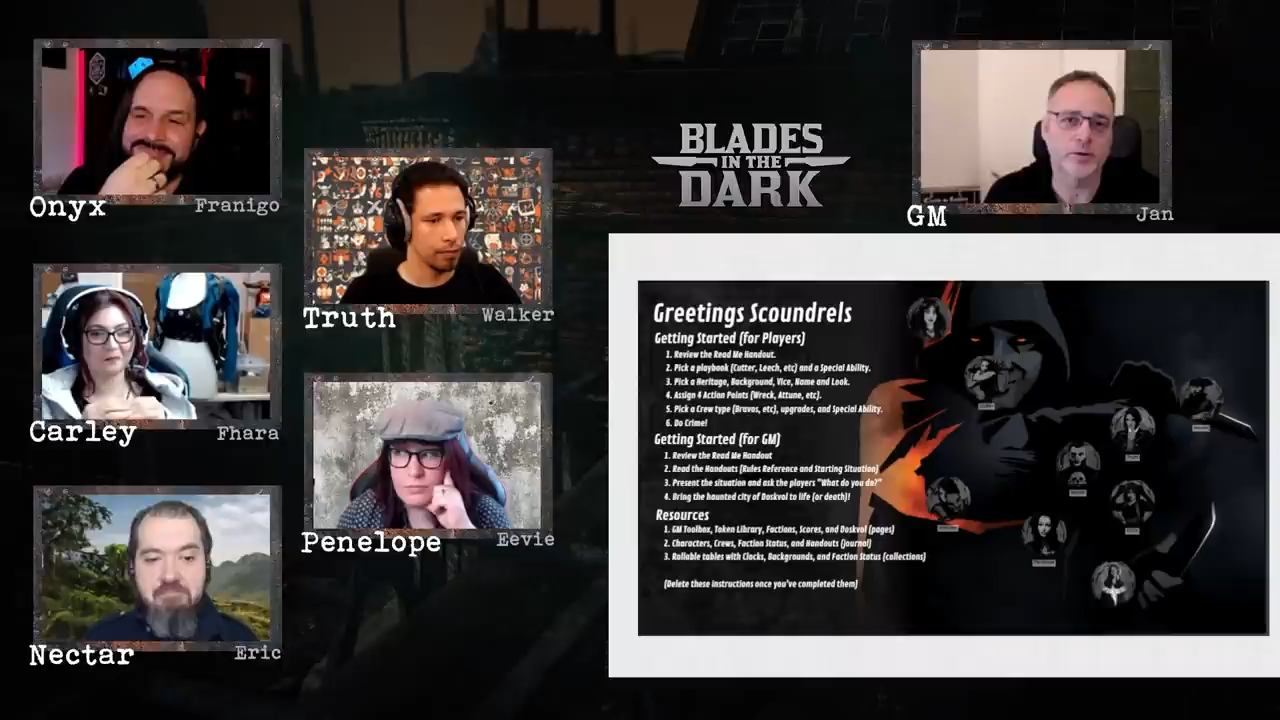 Onyx
Franigo
Truth
Walker
Carley
Fhara
Penelope
Eevie
Nectar
Eric
BLADES
IN THE
DARK
GM
Jan
Greetings Scoundrels
Getting Started (for Players)
1. Review the Read Me Handout.
2. Pick a playbook (Cutter, Leech, etc) and a Special Ability.
3. Pick a Heritage, Background, Vice, Name and Look.
4. Assign 4 Action Points (Wreck, Attune, etc).
5. Pick a Crew type (Bravos, etc), upgrades, and Special Ability.
6. Do Crime!
Getting Started (for GM)
1. Review the Read Me Handout
2. Read the Handouts (Rules Reference and Starting Situation)
3. Present the situation and ask the players "What do you do?"
4. Bring the haunted city of Doskvol to life (or death)!
Resources
1. GM Toolbox, Token Library, Factions, Scores, and Doskvol (pages)
2. Characters, Crews, Faction Status, and Handouts (journal)
3. Rollable tables with Clocks, Backgrounds, and Faction Status (collections)
(Delete these instructions once you've completed them)